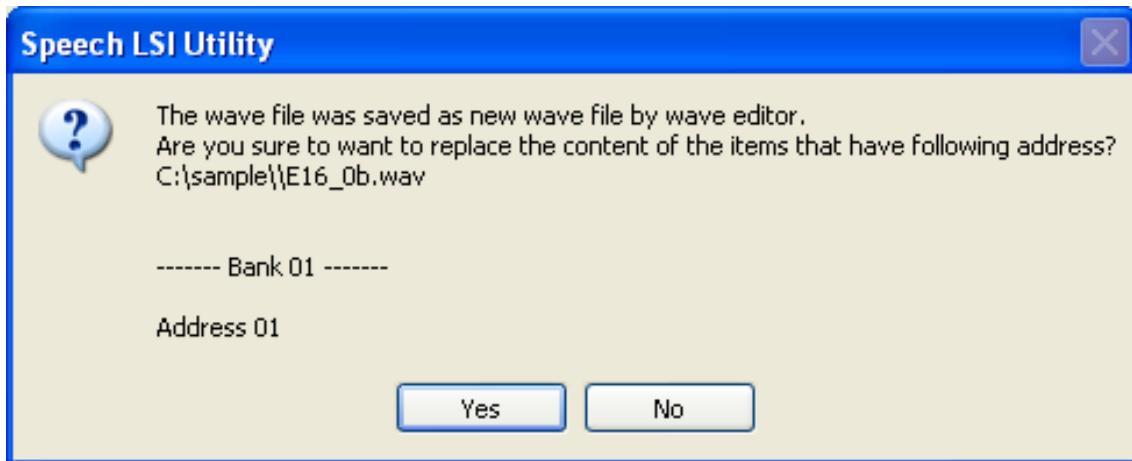 Speech LSI Utility
The wave file was saved as new wave file by wave editor.
Are you sure to want to replace the content of the items that have following address?
C:\sample\\E16_0b.wav
------- Bank 01 -------
Address 01
Yes
No